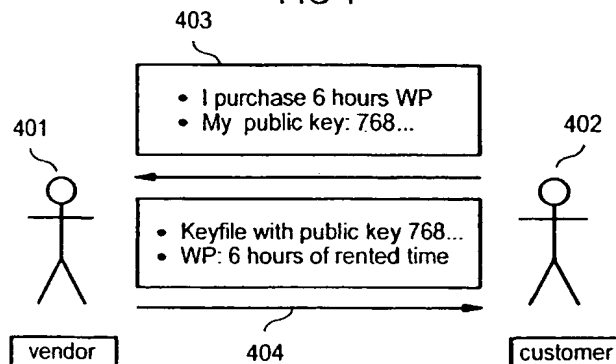 403
• I purchase 6 hours WP
• My public key: 768...
401
402
• Keyfile with public key 768...
• WP: 6 hours of rented time
404
vendor
customer